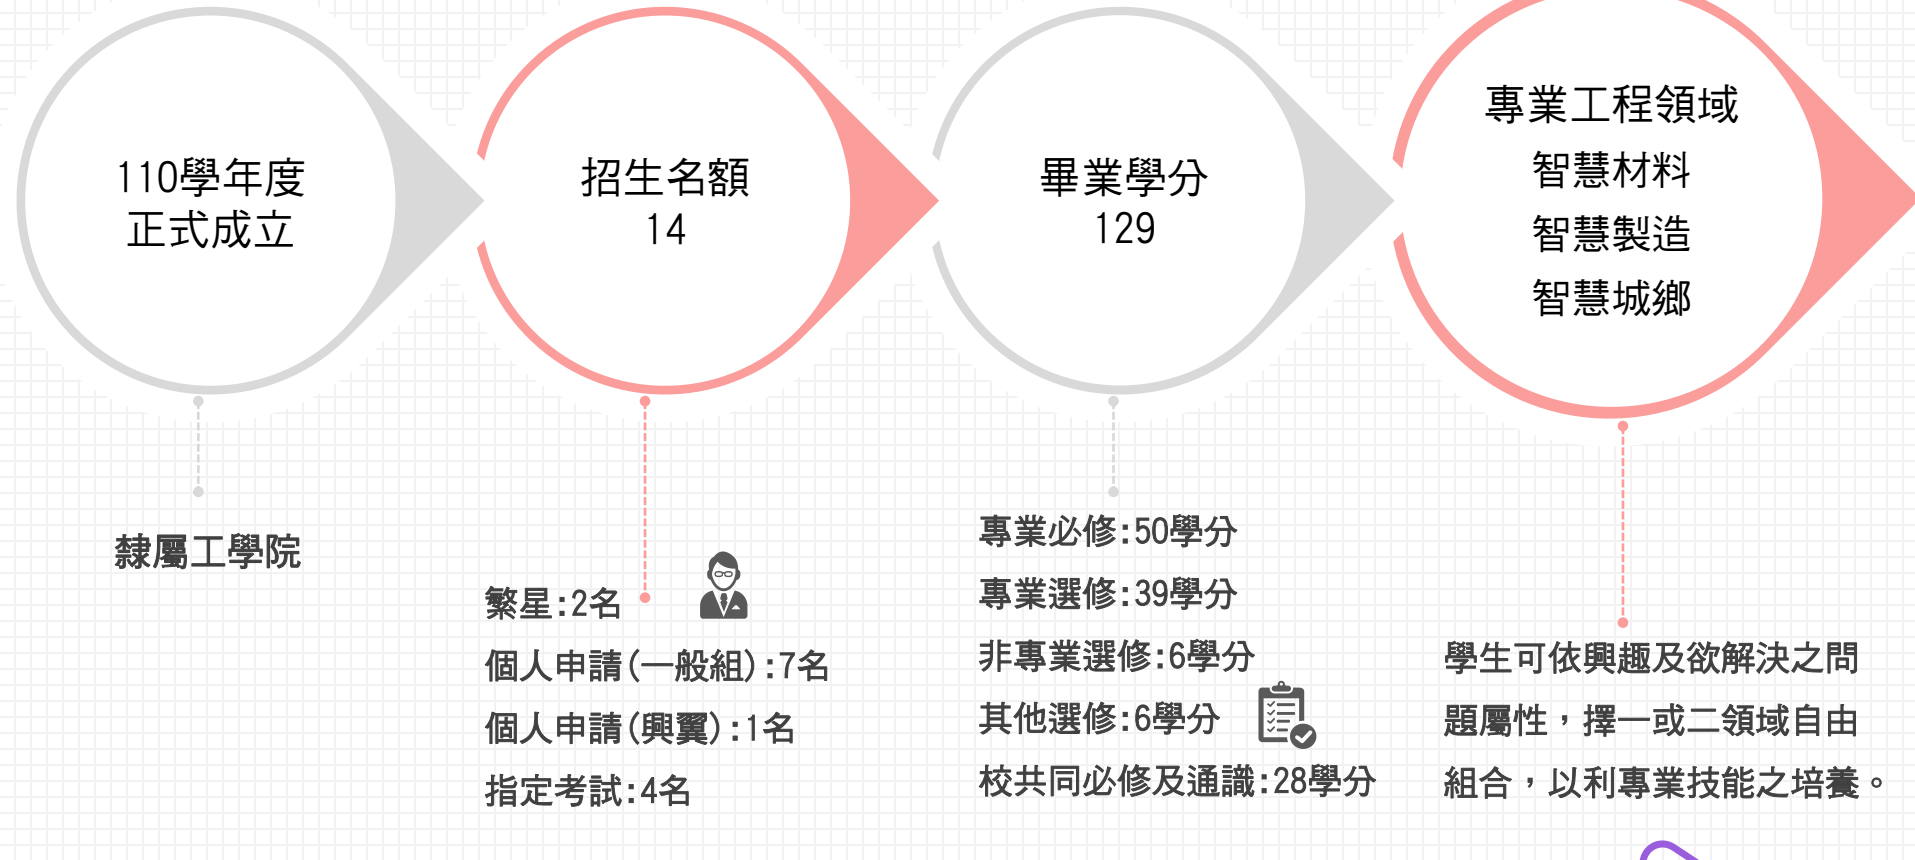 110學年度
正式成立
隸屬工學院
招生名額
14
繁星:2名
個人申請(一般組):7名
個人申請(興翼):1名
指定考試:4名
畢業學分
129
專業必修:50學分
專業選修:39學分
非專業選修:6學分
其他選修:6學分
校共同必修及通識:28學分
專業工程領域
智慧材料
智慧製造
智慧城鄉
學生可依興趣及欲解決之問
題屬性，擇一或二領域自由
組合，以利專業技能之培養。